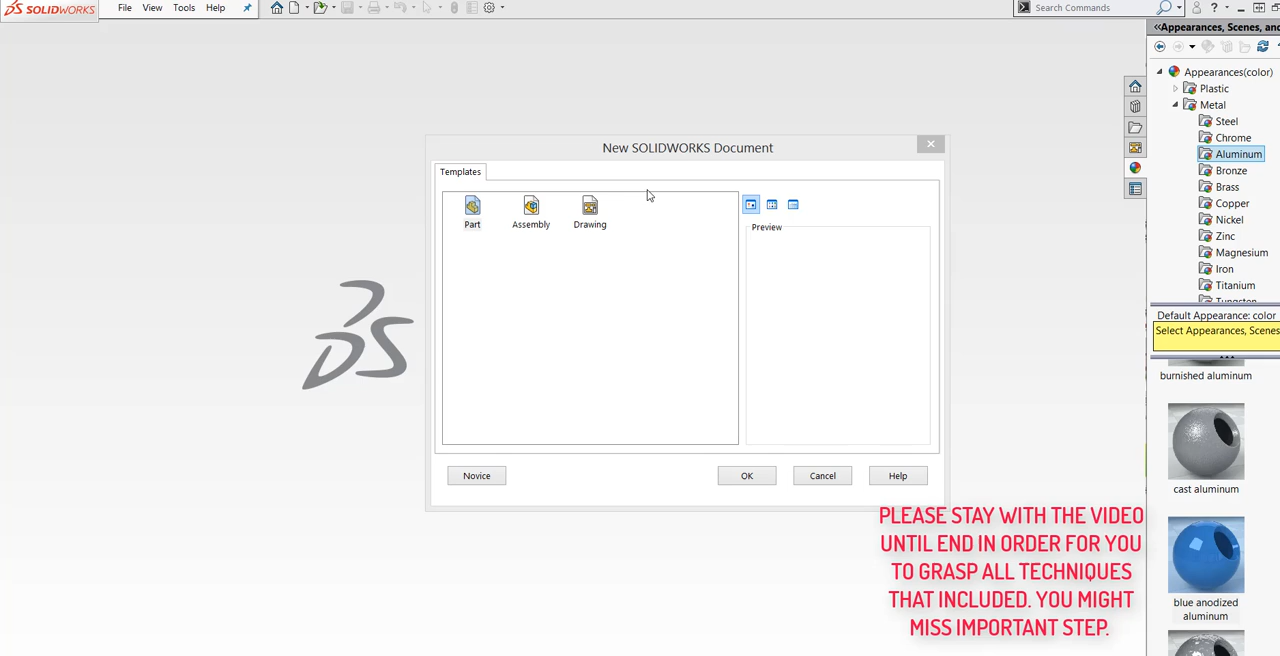 SOLIDWORKS
File
View
Tools
Help
Search Commands
?
«Appearances, Scenes, and
New SOLIDWORKS Document
Templates
Part
Assembly
Drawing
Preview
Novice
OK
Cancel
Help
Appearances(color)
Plastic
Metal
Steel
Chrome
Aluminum
Bronze
Brass
Copper
Nickel
Zinc
Magnesium
Iron
Titanium
Tungsten
Default Appearance: color
Select Appearances, Scenes
burnished aluminum
cast aluminum
blue anodized
aluminum
PLEASE STAY WITH THE VIDEO
UNTIL END IN ORDER FOR YOU
TO GRASP ALL TECHNIQUES
THAT INCLUDED. YOU MIGHT
MISS IMPORTANT STEP.